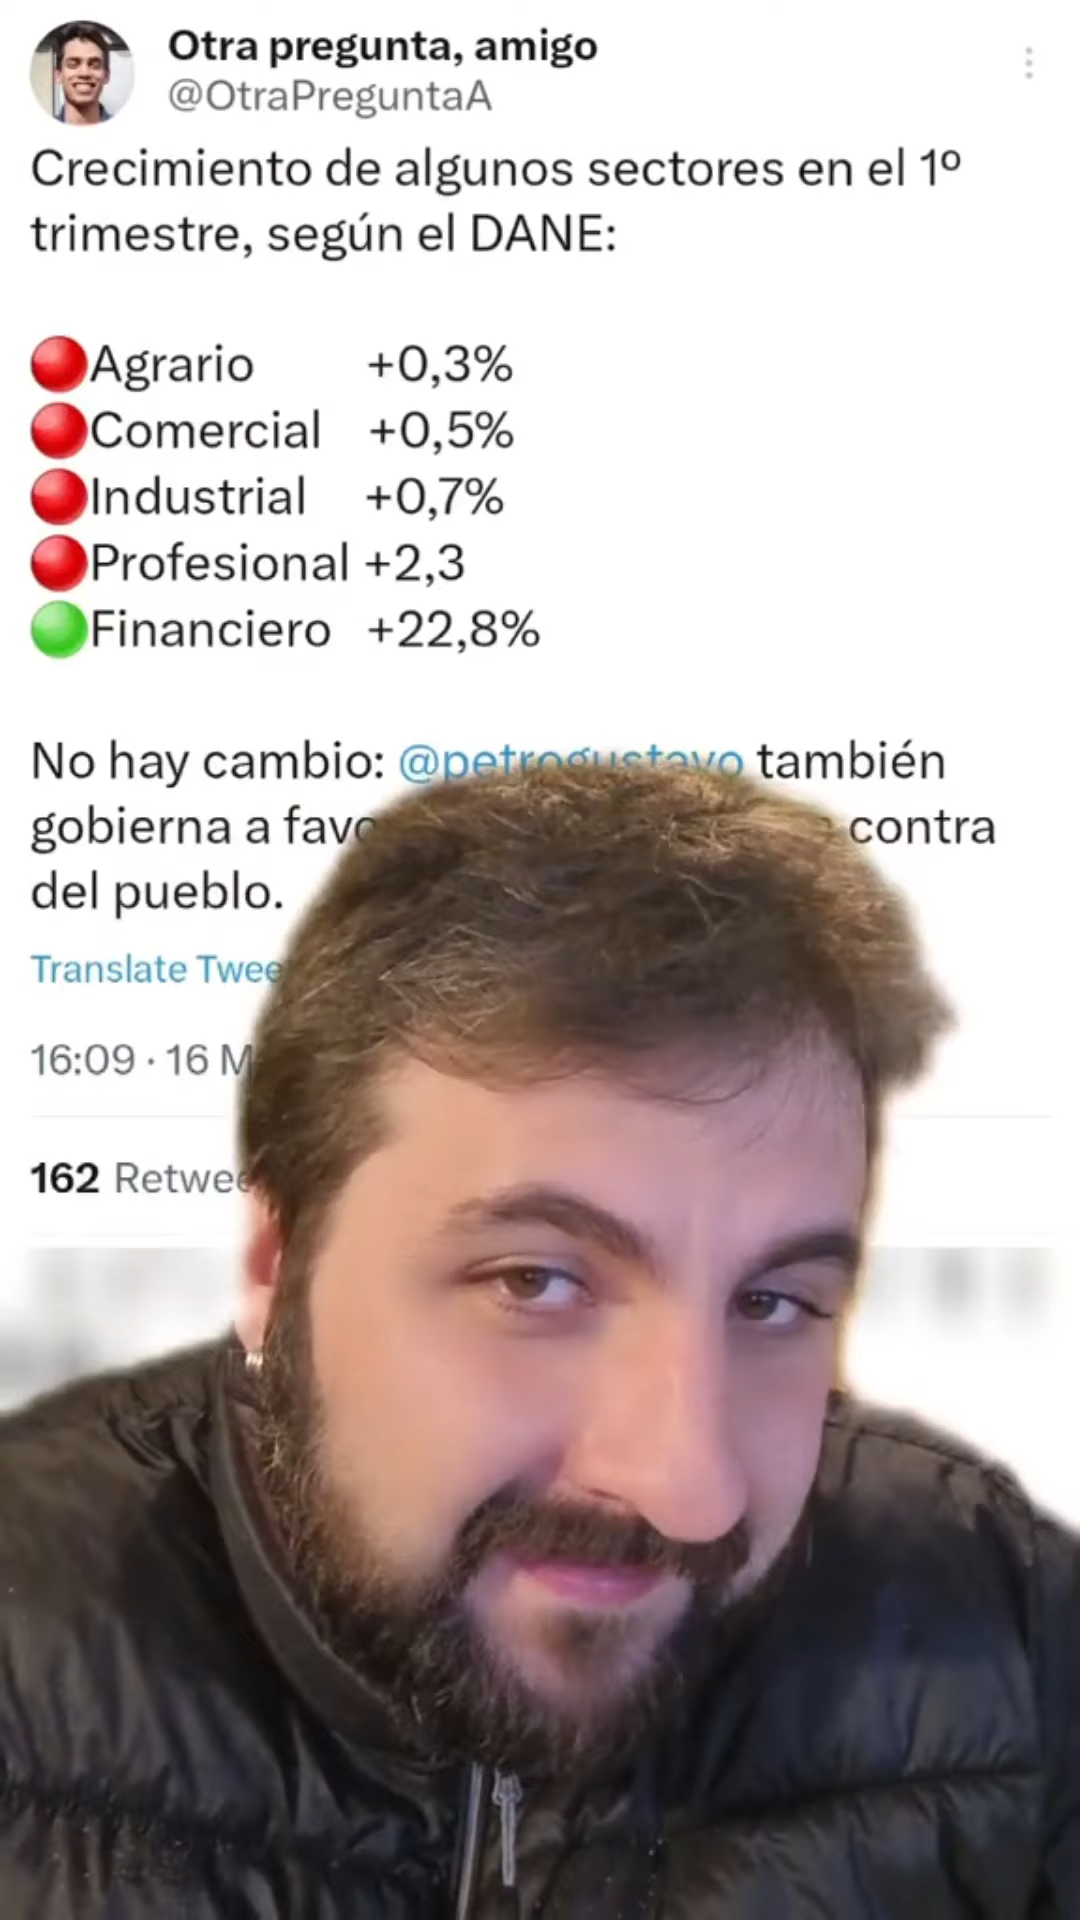 Otra pregunta, amigo
@OtraPreguntaA
Crecimiento de algunos sectores en el 1º
trimestre, según el DANE:
Agrario +0,3%
Comercial +0,5%
Industrial +0,7%
Profesional +2,3
Financiero +22,8%
No hay cambio: @petrogustavo también
gobierna a contra
del pueblo.
Translate
16:09 · 16
162